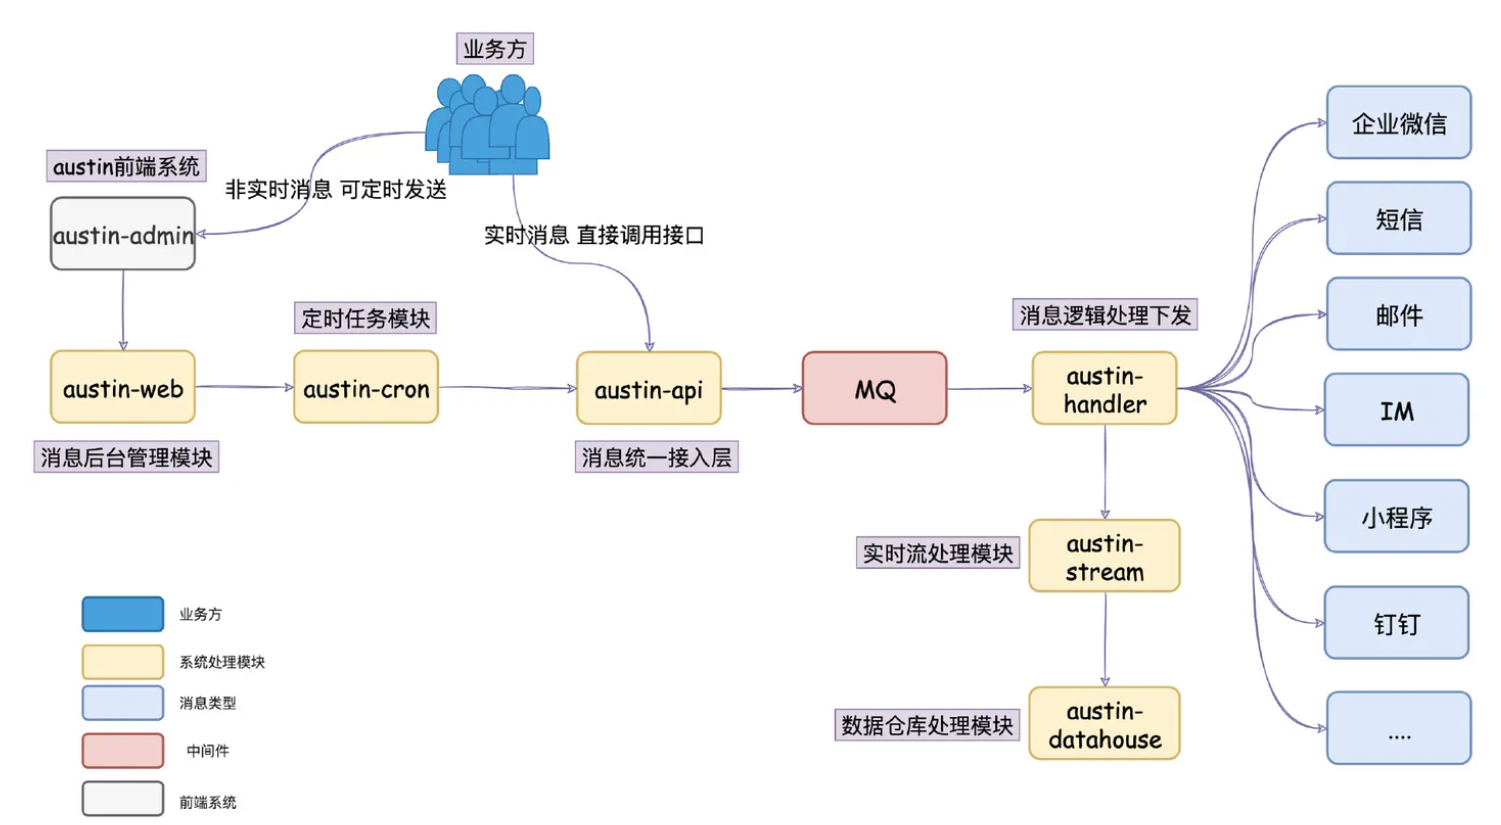 业务方
austin前端系统
austin-admin
非实时消息 可定时发送
实时消息 直接调用接口
定时任务模块
austin-web
austin-cron
austin-api
MQ
消息逻辑处理下发
austin-
handler
消息后台管理模块
消息统一接入层
实时流处理模块
austin-
stream
数据仓库处理模块
austin-
datahouse
企业微信
短信
邮件
IM
小程序
钉钉
....
业务方
系统处理模块
消息类型
中间件
前端系统